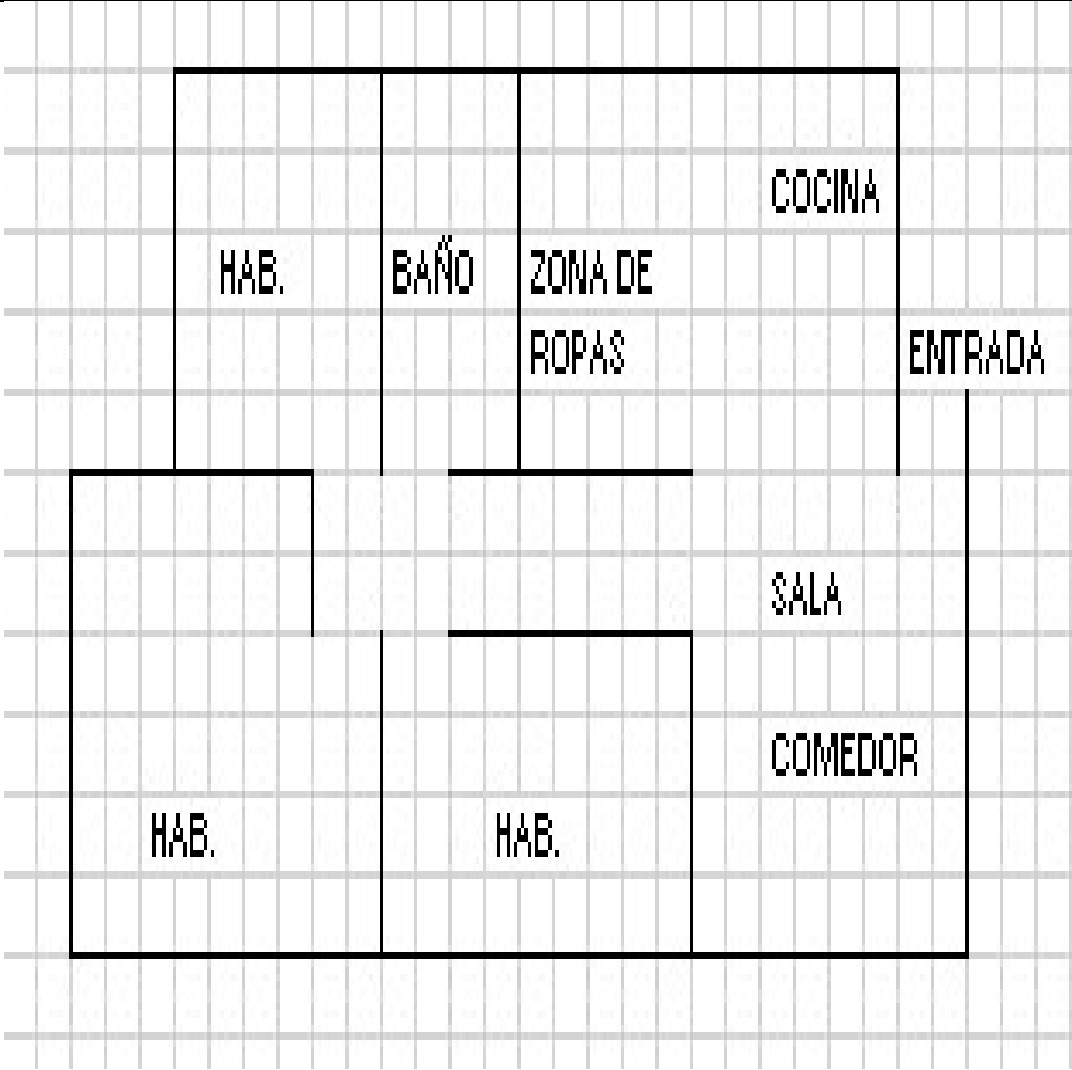 COCINA
HAB.
BAÑO
ZONA DE
ROPAS
ENTRADA
SALA
COMEDOR
HAB.
HAB.